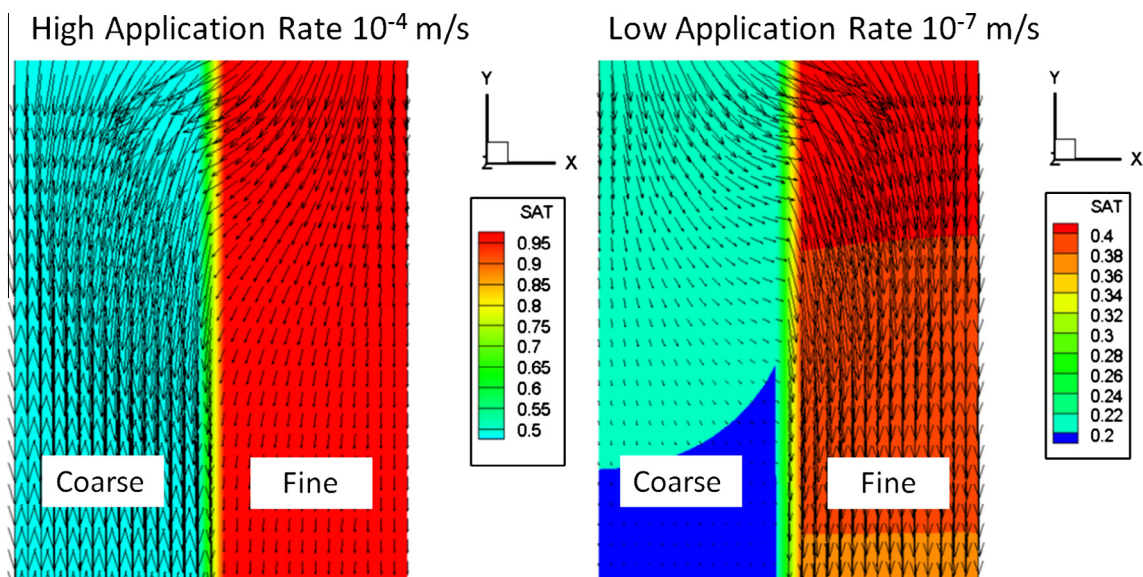 High Application Rate 10⁻⁴ m/s
Low Application Rate 10⁻⁷ m/s
Y
X
Z
SAT
0.95
0.9
0.85
0.8
0.75
0.7
0.65
0.6
0.55
0.5
Coarse
Fine
Y
X
Z
SAT
0.4
0.38
0.36
0.34
0.32
0.3
0.28
0.26
0.24
0.22
0.2
Coarse
Fine